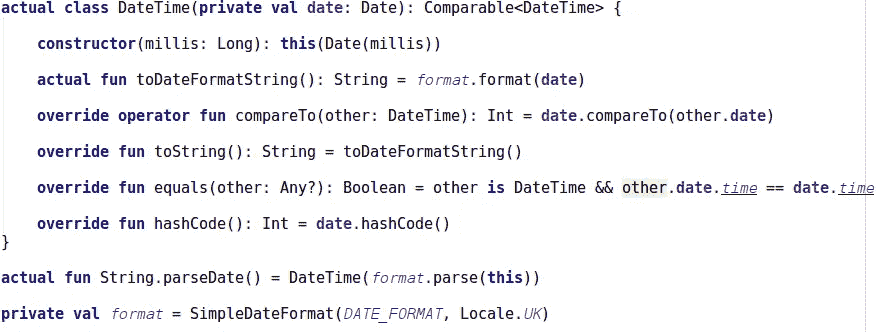 actual class DateTime(private val date: Date): Comparable<DateTime> {
constructor(millis: Long): this(Date(millis))
actual fun toDateFormatString(): String = format.format(date)
override operator fun compareTo(other: DateTime): Int = date.compareTo(other.date)
override fun toString(): String = toDateFormatString()
override fun equals(other: Any?): Boolean = other is DateTime && other.date.time == date.time
override fun hashCode(): Int = date.hashCode()
}
actual fun String.parseDate() = DateTime(format.parse(this))
private val format = SimpleDateFormat(DATE_FORMAT, Locale.UK)